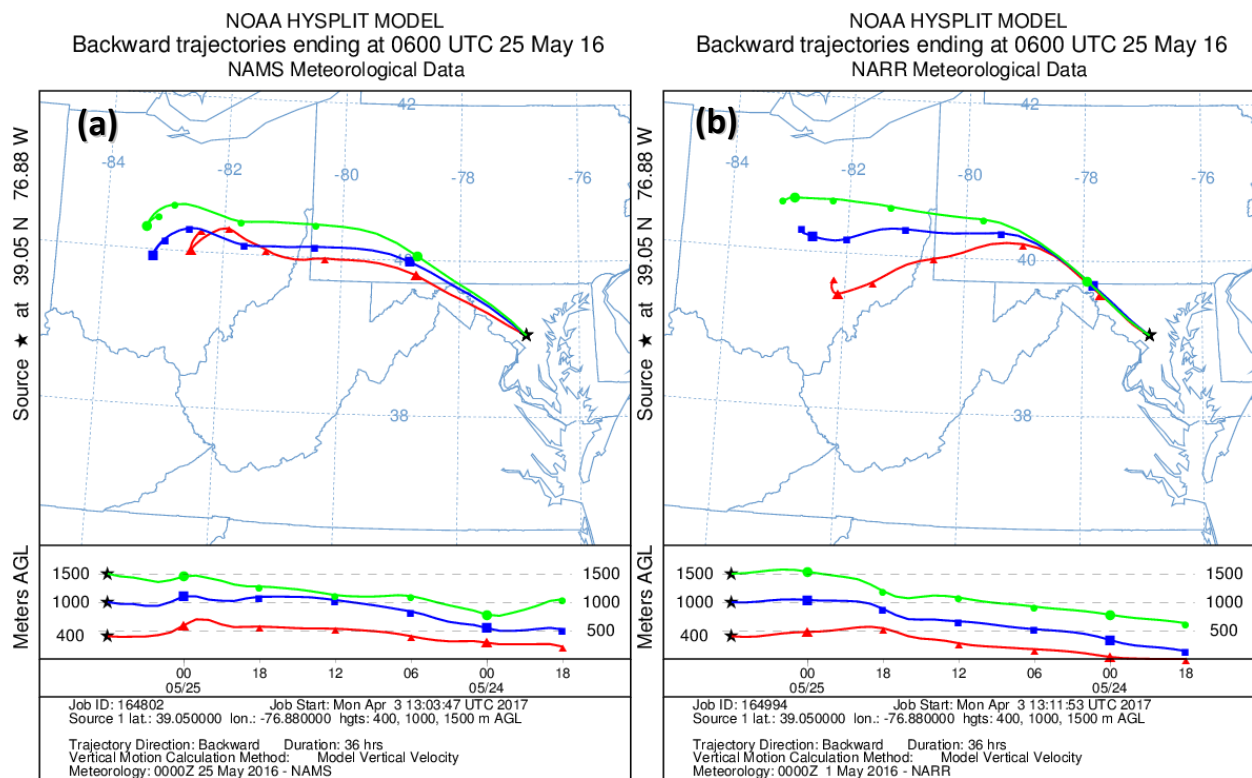 NOAA HYSPLIT MODEL
Backward trajectories ending at 0600 UTC 25 May 16
NAMS Meteorological Data
(a)
Source ★ at 39.05 N 76.88 W
42
-84
-82
-80
-78
-76
40
38
Meters AGL
1500
1000
400
1500
1000
500
00 18 12 06 00 18
05/25 05/24
Job ID: 164802 Job Start: Mon Apr 3 13:03:47 UTC 2017
Source 1 lat.: 39.050000 lon.: -76.880000 hgts: 400, 1000, 1500 m AGL
Trajectory Direction: Backward Duration: 36 hrs
Vertical Motion Calculation Method: Model Vertical Velocity
Meteorology: 0000Z 25 May 2016 - NAMS
NOAA HYSPLIT MODEL
Backward trajectories ending at 0600 UTC 25 May 16
NARR Meteorological Data
(b)
Source ★ at 39.05 N 76.88 W
42
-84
-82
-80
-78
-76
40
38
Meters AGL
1500
1000
400
1500
1000
500
00 18 12 06 00 18
05/25 05/24
Job ID: 164994 Job Start: Mon Apr 3 13:11:53 UTC 2017
Source 1 lat.: 39.050000 lon.: -76.880000 hgts: 400, 1000, 1500 m AGL
Trajectory Direction: Backward Duration: 36 hrs
Vertical Motion Calculation Method: Model Vertical Velocity
Meteorology: 0000Z 1 May 2016 - NARR